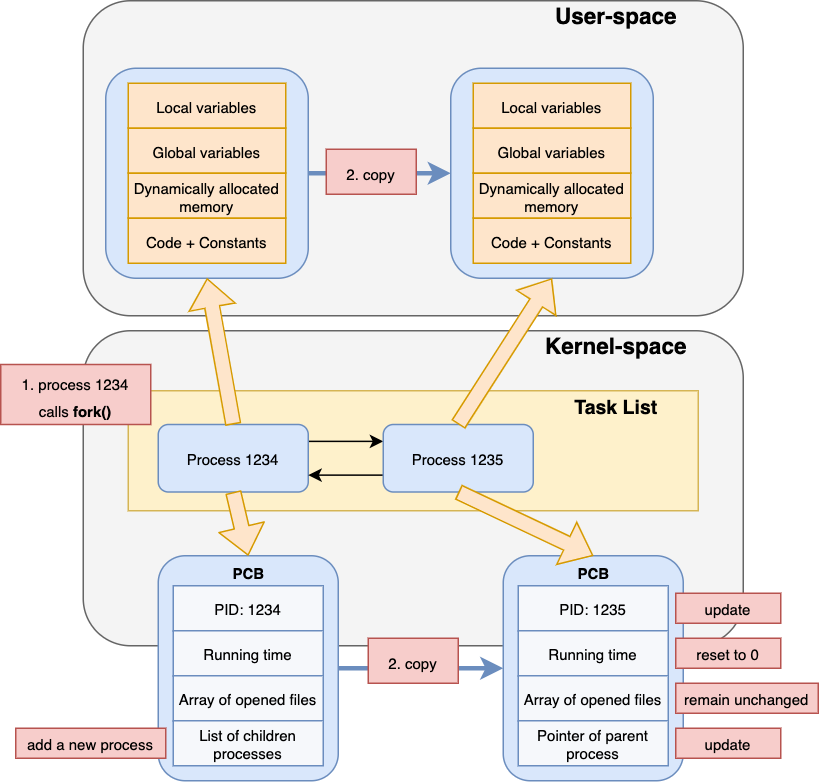 User-space
Local variables
Global variables
Dynamically allocated
memory
Code + Constants
2. copy
Local variables
Global variables
Dynamically allocated
memory
Code + Constants
Kernel-space
1. process 1234
calls fork()
Task List
Process 1234
Process 1235
PCB
PID: 1234
Running time
Array of opened files
List of children
processes
add a new process
2. copy
PCB
PID: 1235
Running time
Array of opened files
Pointer of parent
process
update
reset to 0
remain unchanged
update